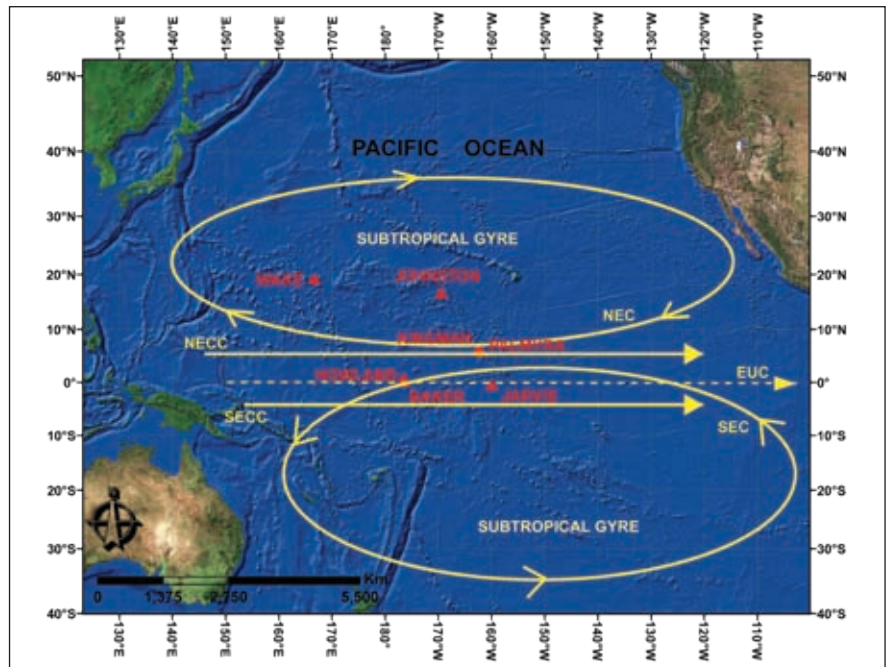 130°E 140°E 150°E 160°E 170°E 180° 170°W 160°W 150°W 140°W 130°W 120°W 110°W
50°N 50°N
PACIFIC OCEAN
40°N 40°N
30°N 30°N
SUBTROPICAL GYRE
20°N WAKE JOHNSTON 20°N
NEC
10°N 10°N
NECC KINGMAN PALMYRA
EUC
0° HOWLAND 0°
BAKER JARVIS
SECC SEC
10°S 10°S
20°S 20°S
SUBTROPICAL GYRE
30°S 30°S
Km
0 1,375 2,750 5,500
40°S 40°S
130°E 140°E 150°E 160°E 170°E 180° 170°W 160°W 150°W 140°W 130°W 120°W 110°W